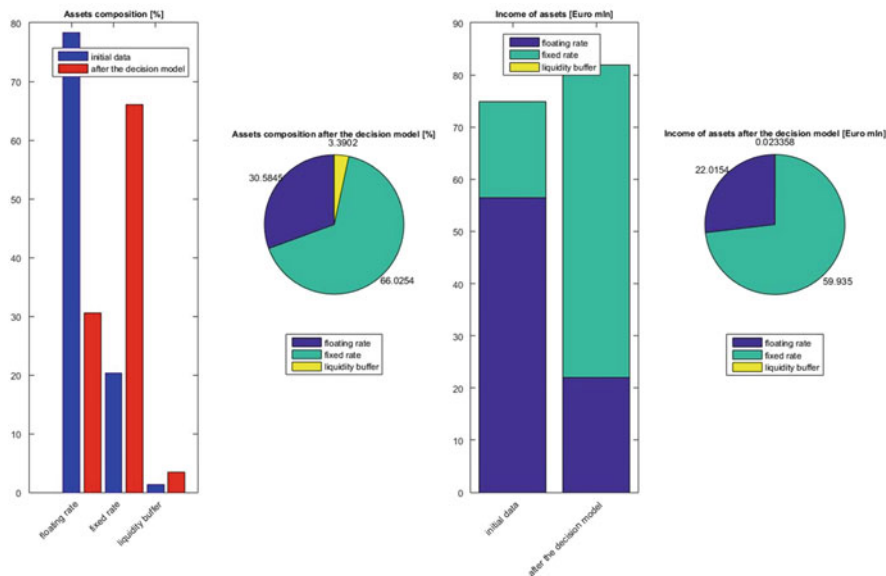 Assets composition [%]
80
70
60
50
40
30
20
10
0
initial data
after the decision model
floating rate
fixed rate
liquidity buffer
Assets composition after the decision model [%]
3.3902
30.5845
66.0254
floating rate
fixed rate
liquidity buffer
Income of assets [Euro mln]
90
80
70
60
50
40
30
20
10
0
floating rate
fixed rate
liquidity buffer
initial data
after the decision model
Income of assets after the decision model [Euro mln]
0.023358
22.0154
59.935
floating rate
fixed rate
liquidity buffer